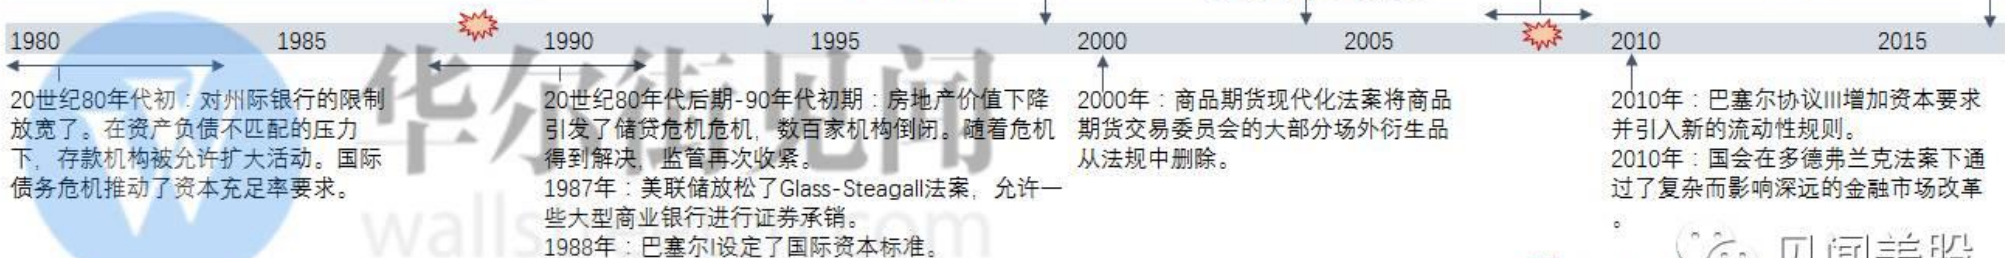 1980 1985 1990 1995 2000 2005 2010 2015
20世纪80年代初：对州际银行的限制
放宽了。在资产负债不匹配的压力
下，存款机构被允许扩大活动。国际
债务危机推动了资本充足率要求。
20世纪80年代后期-90年代初期：房地产价值下降
引发了储贷危机危机，数百家机构倒闭。随着危机
得到解决，监管再次收紧。
1987年：美联储放松了Glass-Steagall法案，允许一
些大型商业银行进行证券承销。
1988年：巴塞尔I设定了国际资本标准。
2000年：商品期货现代化法案将商品
期货交易委员会的大部分场外衍生品
从法规中删除。
2010年：巴塞尔协议III增加资本要求
并引入新的流动性规则。
2010年：国会在多德弗兰克法案下通
过了复杂而影响深远的金融市场改革
。
华尔街见闻
见闻美股